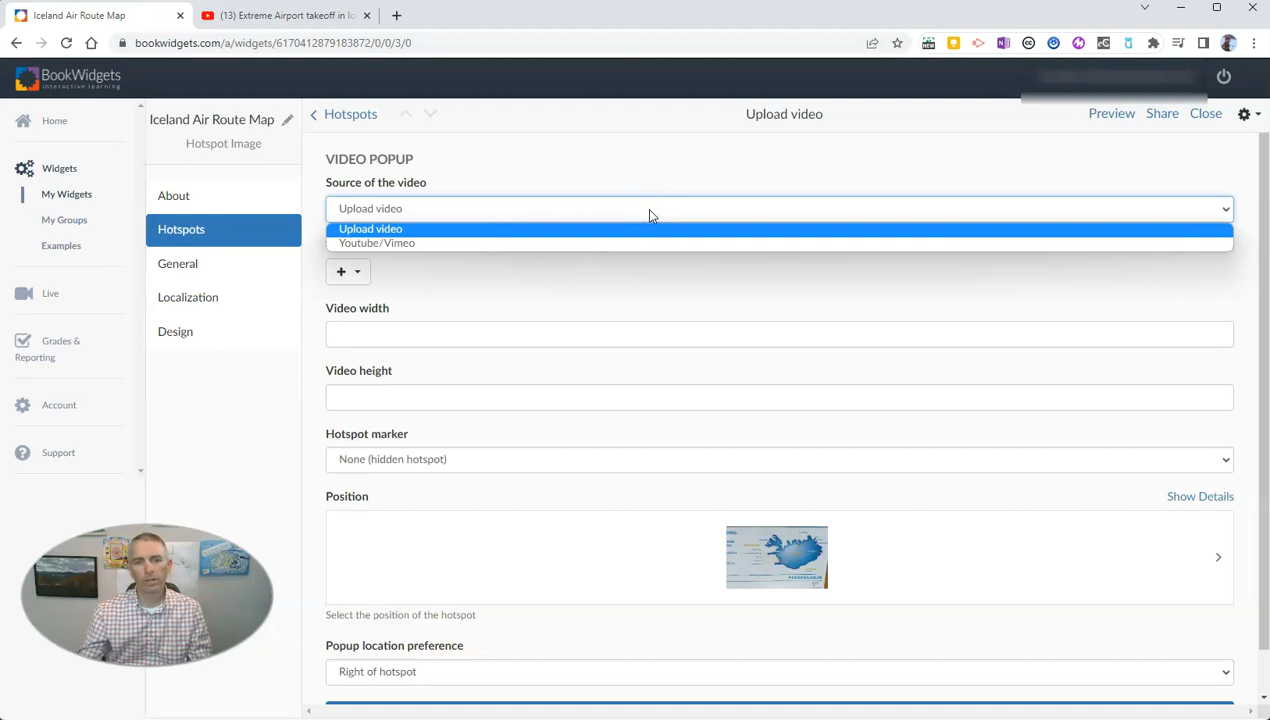 Iceland Air Route Map
(13) Extreme Airport takeoff in Ic
bookwidgets.com/a/widgets/6170412879183872/0/0/3/0
BookWidgets
interactive learning
Home
Widgets
My Widgets
My Groups
Examples
Live
Grades &
Reporting
Account
Support
Iceland Air Route Map
Hotspot Image
About
Hotspots
General
Localization
Design
Hotspots
Upload video
Preview
Share
Close
VIDEO POPUP
Source of the video
Upload video
Upload video
Youtube/Vimeo
Video width
Video height
Hotspot marker
None (hidden hotspot)
Position
Show Details
Select the position of the hotspot
Popup location preference
Right of hotspot